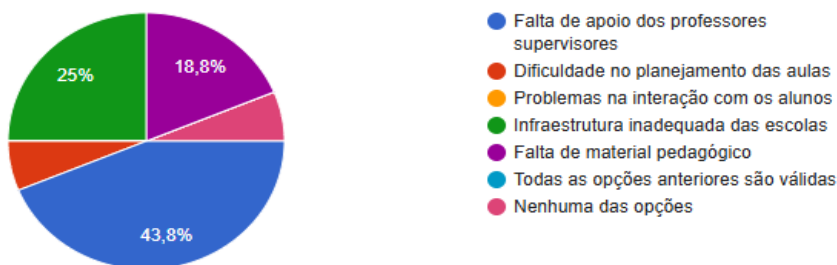 25%
18,8%
43,8%
Falta de apoio dos professores
supervisores
Dificuldade no planejamento das aulas
Problemas na interação com os alunos
Infraestrutura inadequada das escolas
Falta de material pedagógico
Todas as opções anteriores são válidas
Nenhuma das opções